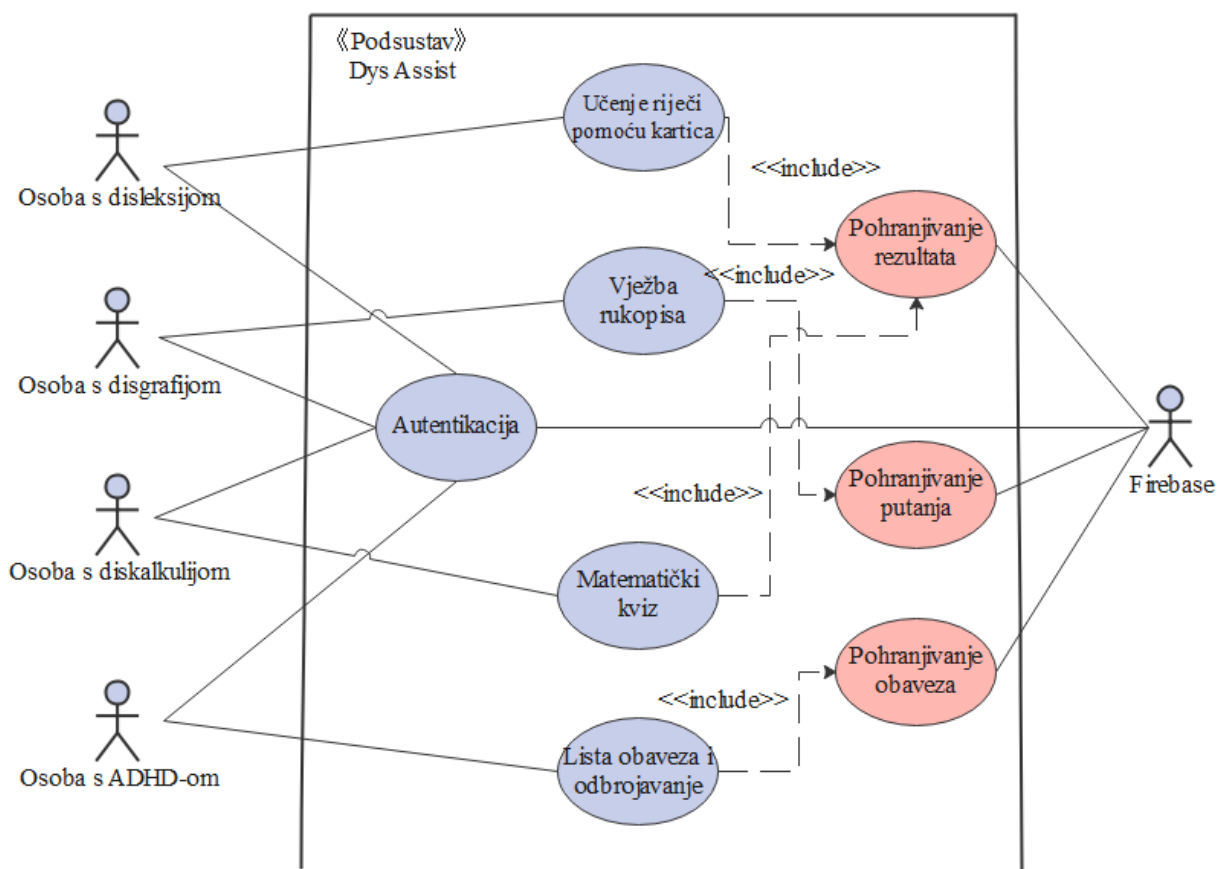 《Podsustav》
Dys Assist
Učenje riječi
pomoću kartica
<<include>>
Osoba s disleksijom
Pohranjivanje
rezultata
<<include>>
Vježba
rukopisa
Osoba s disgrafijom
Autentikacija
Firebase
<<include>>
Pohranjivanje
putanja
Osoba s diskalkulijom
Matematički
kviz
Pohranjivanje
obaveza
<<include>>
Osoba s ADHD-om
Lista obaveza i
odbrojavanje